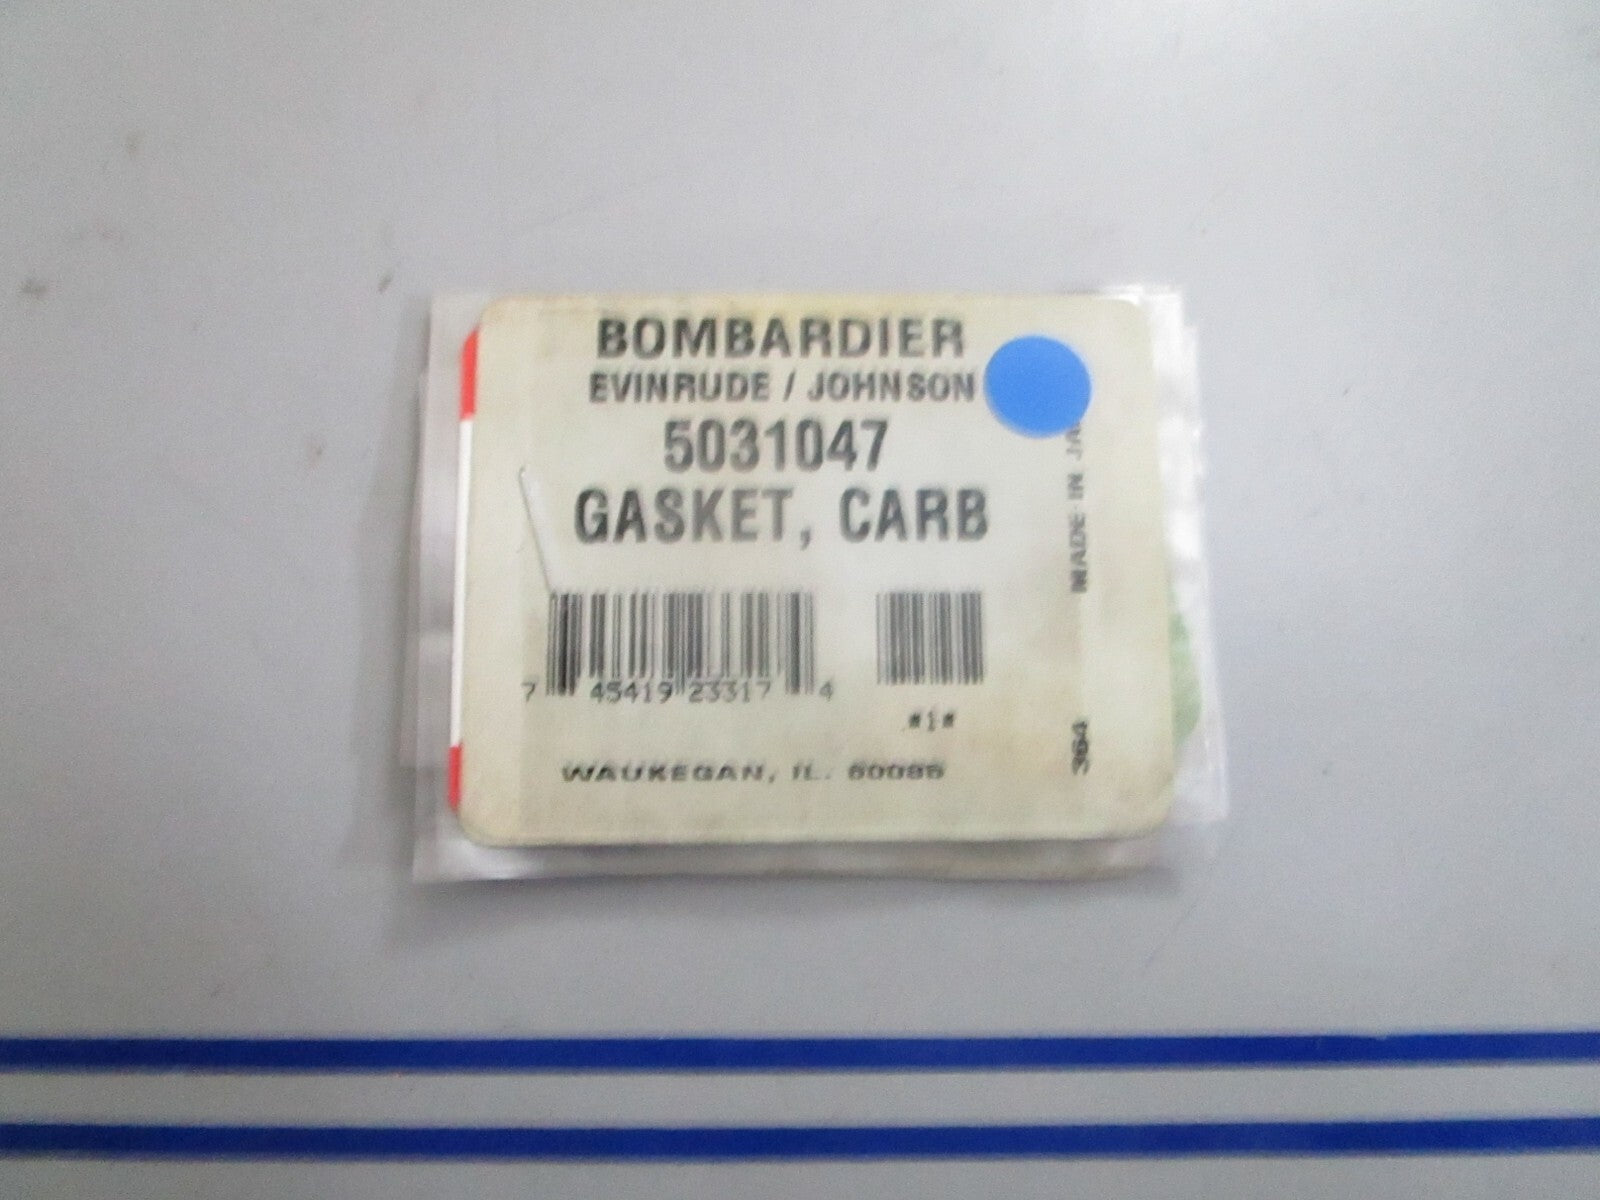 BOMBARDIER
EVINRUDE / JOHNSON
5031047
GASKET, CARB
7 45419 23317 4
*1*
WAUKEGAN, IL. 60085
MADE IN JA
364